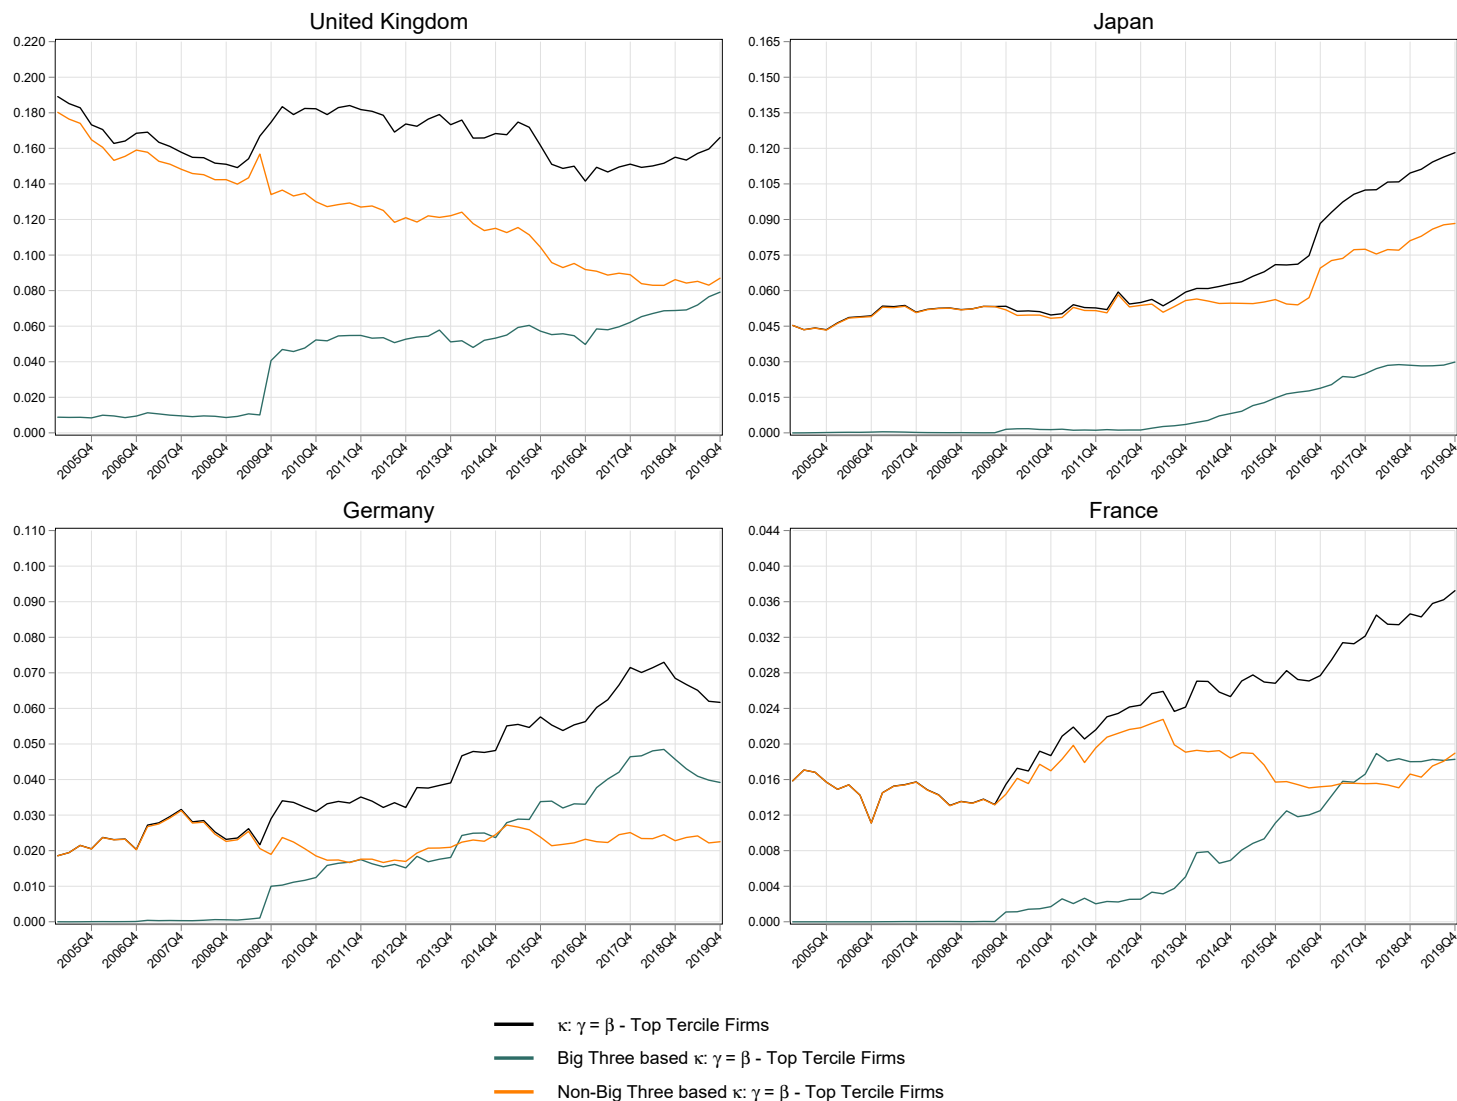 United Kingdom
0.220
0.200
0.180
0.160
0.140
0.120
0.100
0.080
0.060
0.040
0.020
0.000
2005Q4
2006Q4
2007Q4
2008Q4
2009Q4
2010Q4
2011Q4
2012Q4
2013Q4
2014Q4
2015Q4
2016Q4
2017Q4
2018Q4
2019Q4
Japan
0.165
0.150
0.135
0.120
0.105
0.090
0.075
0.060
0.045
0.030
0.015
0.000
2005Q4
2006Q4
2007Q4
2008Q4
2009Q4
2010Q4
2011Q4
2012Q4
2013Q4
2014Q4
2015Q4
2016Q4
2017Q4
2018Q4
2019Q4
Germany
0.110
0.100
0.090
0.080
0.070
0.060
0.050
0.040
0.030
0.020
0.010
0.000
2005Q4
2006Q4
2007Q4
2008Q4
2009Q4
2010Q4
2011Q4
2012Q4
2013Q4
2014Q4
2015Q4
2016Q4
2017Q4
2018Q4
2019Q4
France
0.044
0.040
0.036
0.032
0.028
0.024
0.020
0.016
0.012
0.008
0.004
0.000
2005Q4
2006Q4
2007Q4
2008Q4
2009Q4
2010Q4
2011Q4
2012Q4
2013Q4
2014Q4
2015Q4
2016Q4
2017Q4
2018Q4
2019Q4
κ: γ = β - Top Tercile Firms
Big Three based κ: γ = β - Top Tercile Firms
Non-Big Three based κ: γ = β - Top Tercile Firms